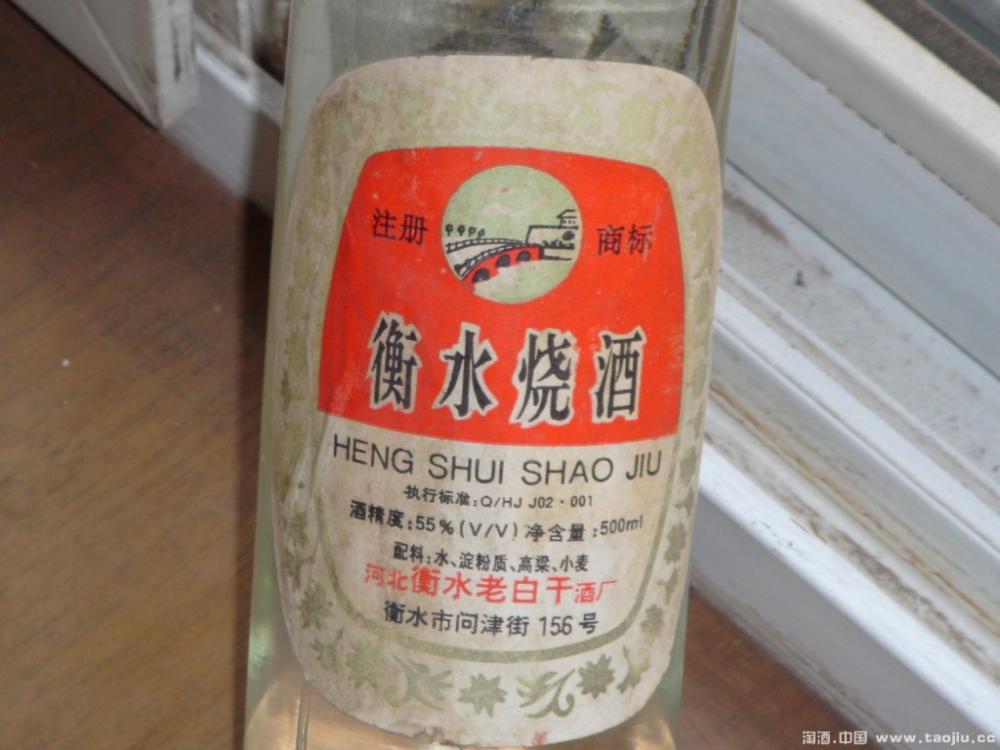 注册 商标
衡水烧酒
HENG SHUI SHAO JIU
执行标准:Q/HJ J02·001
酒精度:55%(V/V) 净含量:500ml
配料:水、淀粉质、高粱、小麦
河北衡水老白干酒厂
衡水市问津街 156 号
淘酒.中国 www.taojiu.cc